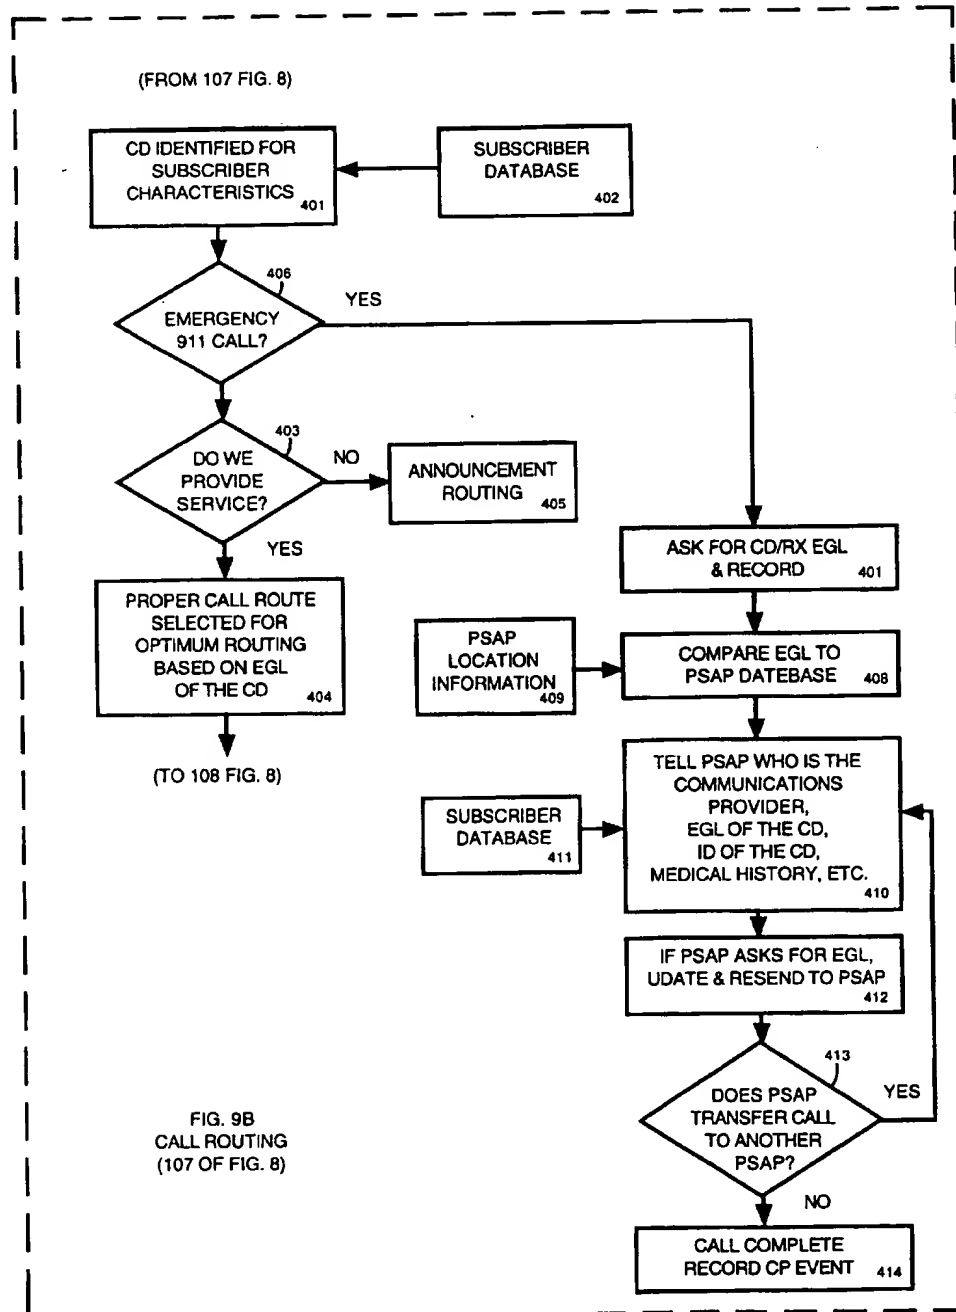 (FROM 107 FIG. 8)
CD IDENTIFIED FOR
SUBSCRIBER
CHARACTERISTICS
401
SUBSCRIBER
DATABASE
402
406
YES
EMERGENCY
911 CALL?
403
DO WE
PROVIDE
SERVICE?
NO
ANNOUNCEMENT
ROUTING
405
YES
PROPER CALL ROUTE
SELECTED FOR
OPTIMUM ROUTING
BASED ON EGL
OF THE CD
404
(TO 108 FIG. 8)
ASK FOR CD/RX EGL
& RECORD
401
PSAP
LOCATION
INFORMATION
409
COMPARE EGL TO
PSAP DATEBASE
408
TELL PSAP WHO IS THE
COMMUNICATIONS
PROVIDER,
EGL OF THE CD,
ID OF THE CD,
MEDICAL HISTORY, ETC.
410
SUBSCRIBER
DATABASE
411
IF PSAP ASKS FOR EGL,
UDATE & RESEND TO PSAP
412
413
YES
DOES PSAP
TRANSFER CALL
TO ANOTHER
PSAP?
NO
CALL COMPLETE
RECORD CP EVENT
414
FIG. 9B
CALL ROUTING
(107 OF FIG. 8)